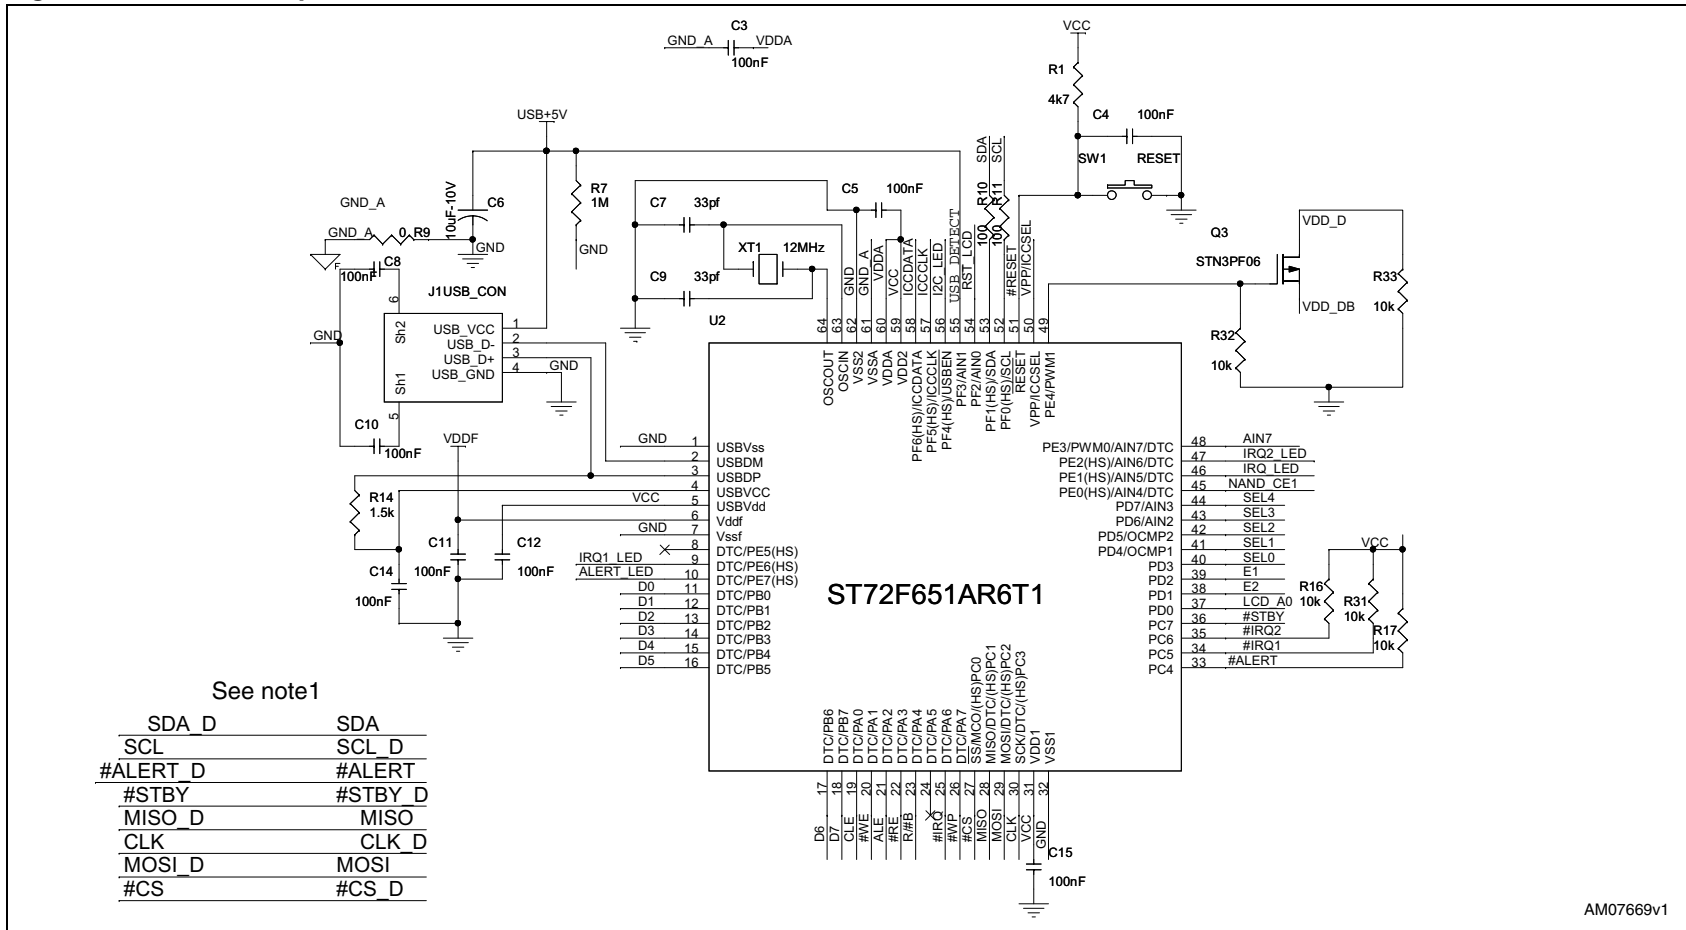 C3
GND_A VDDA
100nF
VCC
R1
4k7
C4 100nF
SW1 RESET
USB+5V
10uF-10V
C6
GND
R7
1M
GND
GND_A
GND_A
0 R9
F
C8
100nF
J1USB_CON
6
Sh2
USB_VCC 1
USB_D- 2
USB_D+ 3
USB_GND 4
GND
GND
Sh1
5
C10
100nF
C7 33pf
XT1 12MHz
C9 33pf
C5 100nF
U2
GND
GND_A
VDDA
VCC
ICCDATA
ICCCLK
I2C_LED
USB_DETECT
RST_LCD
SDA
SCL
R10
R11
100
100
#RESET
VPP/ICCSEL
Q3
STN3PF06
VDD_D
VDD_DB
R33
10k
R32
10k
64 OSCOUT
63 OSCIN
62 VSS2
61 VSSA
60 VDDA
59 VDD2
58 PF6(HS)/ICCDATA
57 PF5(HS)/ICCCLK
56 PF4(HS)/USBEN
55 PF3/AIN1
54 PF2/AIN0
53 PF1(HS)/SDA
52 PF0(HS)/SCL
51 RESET
50 VPP/ICCSEL
49 PE4/PWM1
GND 1 USBVss
2 USBDM
3 USBDP
4 USBVCC
VCC 5 USBVdd
6 Vddf
GND 7 Vssf
8 DTC/PE5(HS)
IRQ1_LED 9 DTC/PE6(HS)
ALERT_LED 10 DTC/PE7(HS)
D0 11 DTC/PB0
D1 12 DTC/PB1
D2 13 DTC/PB2
D3 14 DTC/PB3
D4 15 DTC/PB4
D5 16 DTC/PB5
VDDF
R14
1.5k
C14
100nF
C11
100nF
C12
100nF
ST72F651AR6T1
PE3/PWM0/AIN7/DTC 48 AIN7
PE2(HS)/AIN6/DTC 47 IRQ2_LED
PE1(HS)/AIN5/DTC 46 IRQ_LED
PE0(HS)/AIN4/DTC 45 NAND_CE1
PD7/AIN3 44 SEL4
PD6/AIN2 43 SEL3
PD5/OCMP2 42 SEL2
PD4/OCMP1 41 SEL1
PD3 40 SEL0
PD2 39 E1
PD1 38 E2
PD0 37 LCD_A0
PC7 36 #STBY
PC6 35 #IRQ2
PC5 34 #IRQ1
PC4 33 #ALERT
VCC
R16
10k
R31
10k
R17
10k
DTC/PB6 17 D6
DTC/PB7 18 D7
DTC/PA0 19 CLE
DTC/PA1 20 #WE
DTC/PA2 21 ALE
DTC/PA3 22 #RE
DTC/PA4 23 R/#B
DTC/PA5 24
DTC/PA6 25 #IRQ
DTC/PA7 26 #WP
SS/MCO/(HS)PC0 27 #CS
MISO/DTC/(HS)PC1 28 MISO
MOSI/DTC/(HS)PC2 29 MOSI
SCK/DTC/(HS)PC3 30 CLK
VDD1 31 VCC
VSS1 32 GND
C15
100nF
See note1
SDA_D SDA
SCL SCL_D
#ALERT_D #ALERT
#STBY #STBY_D
MISO_D MISO
CLK CLK_D
MOSI_D MOSI
#CS #CS_D
AM07669v1